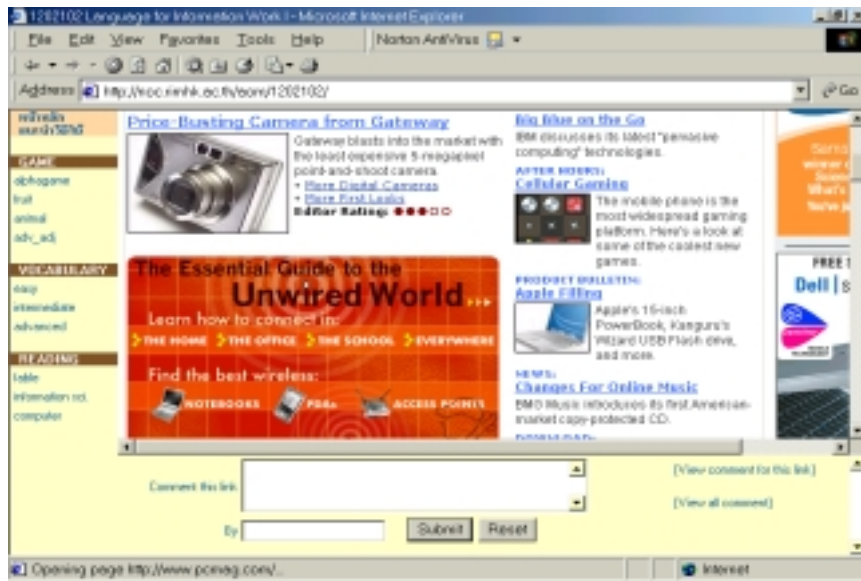 1202102 Language for Information Work I - Microsoft Internet Explorer
File Edit View Favorites Tools Help
Norton AntiVirus
Address
Go
GAME
alphagame
fruit
animal
adv_adj
VOCABULARY
easy
intermediate
advanced
READING
table
information sci.
computer
Price-Busting Camera from Gateway
Gateway blasts into the market with
the least expensive 5-megapixel
point-and-shoot camera.
• More Digital Cameras
• More First Looks
Editor Rating:
The Essential Guide to the
Unwired World
Learn how to connect in:
THE HOME THE OFFICE THE SCHOOL EVERYWHERE
Find the best wireless:
NOTEBOOKS PDAs ACCESS POINTS
Big Blue on the Go
IBM discusses its latest "pervasive
computing" technologies.
AFTER HOURS:
Cellular Gaming
The mobile phone is the
most widespread gaming
platform. Here's a look at
some of the coolest new
games.
PRODUCT BULLETIN:
Apple Filling
Apple's 15-inch
PowerBook, Kanguru's
Wizard USB Flash drive,
and more.
NEWS:
Changes For Online Music
BMG Music introduces its first American-
market copy-protected CD.
DOWNLOAD:
winner
What's
You've
FREE
Dell
Comment this link
[View comment for this link]
[View all comment]
By
Submit Reset
Opening page http://www.pcmag.com/..
Internet